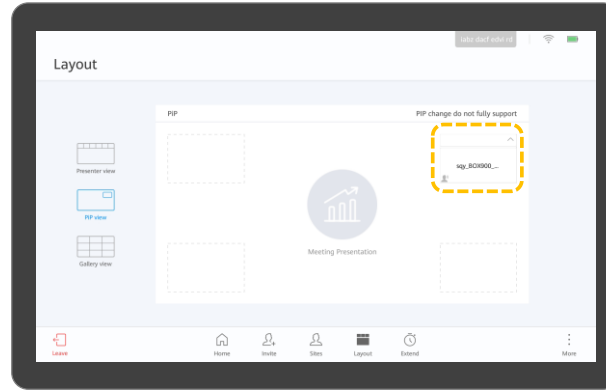 Layout
PIP
PIP change do not fully support
Presenter view
sqy_BOX900_...
PIP view
Gallery view
Meeting Presentation
Leave
Home
Invite
Sites
Layout
Extend
More